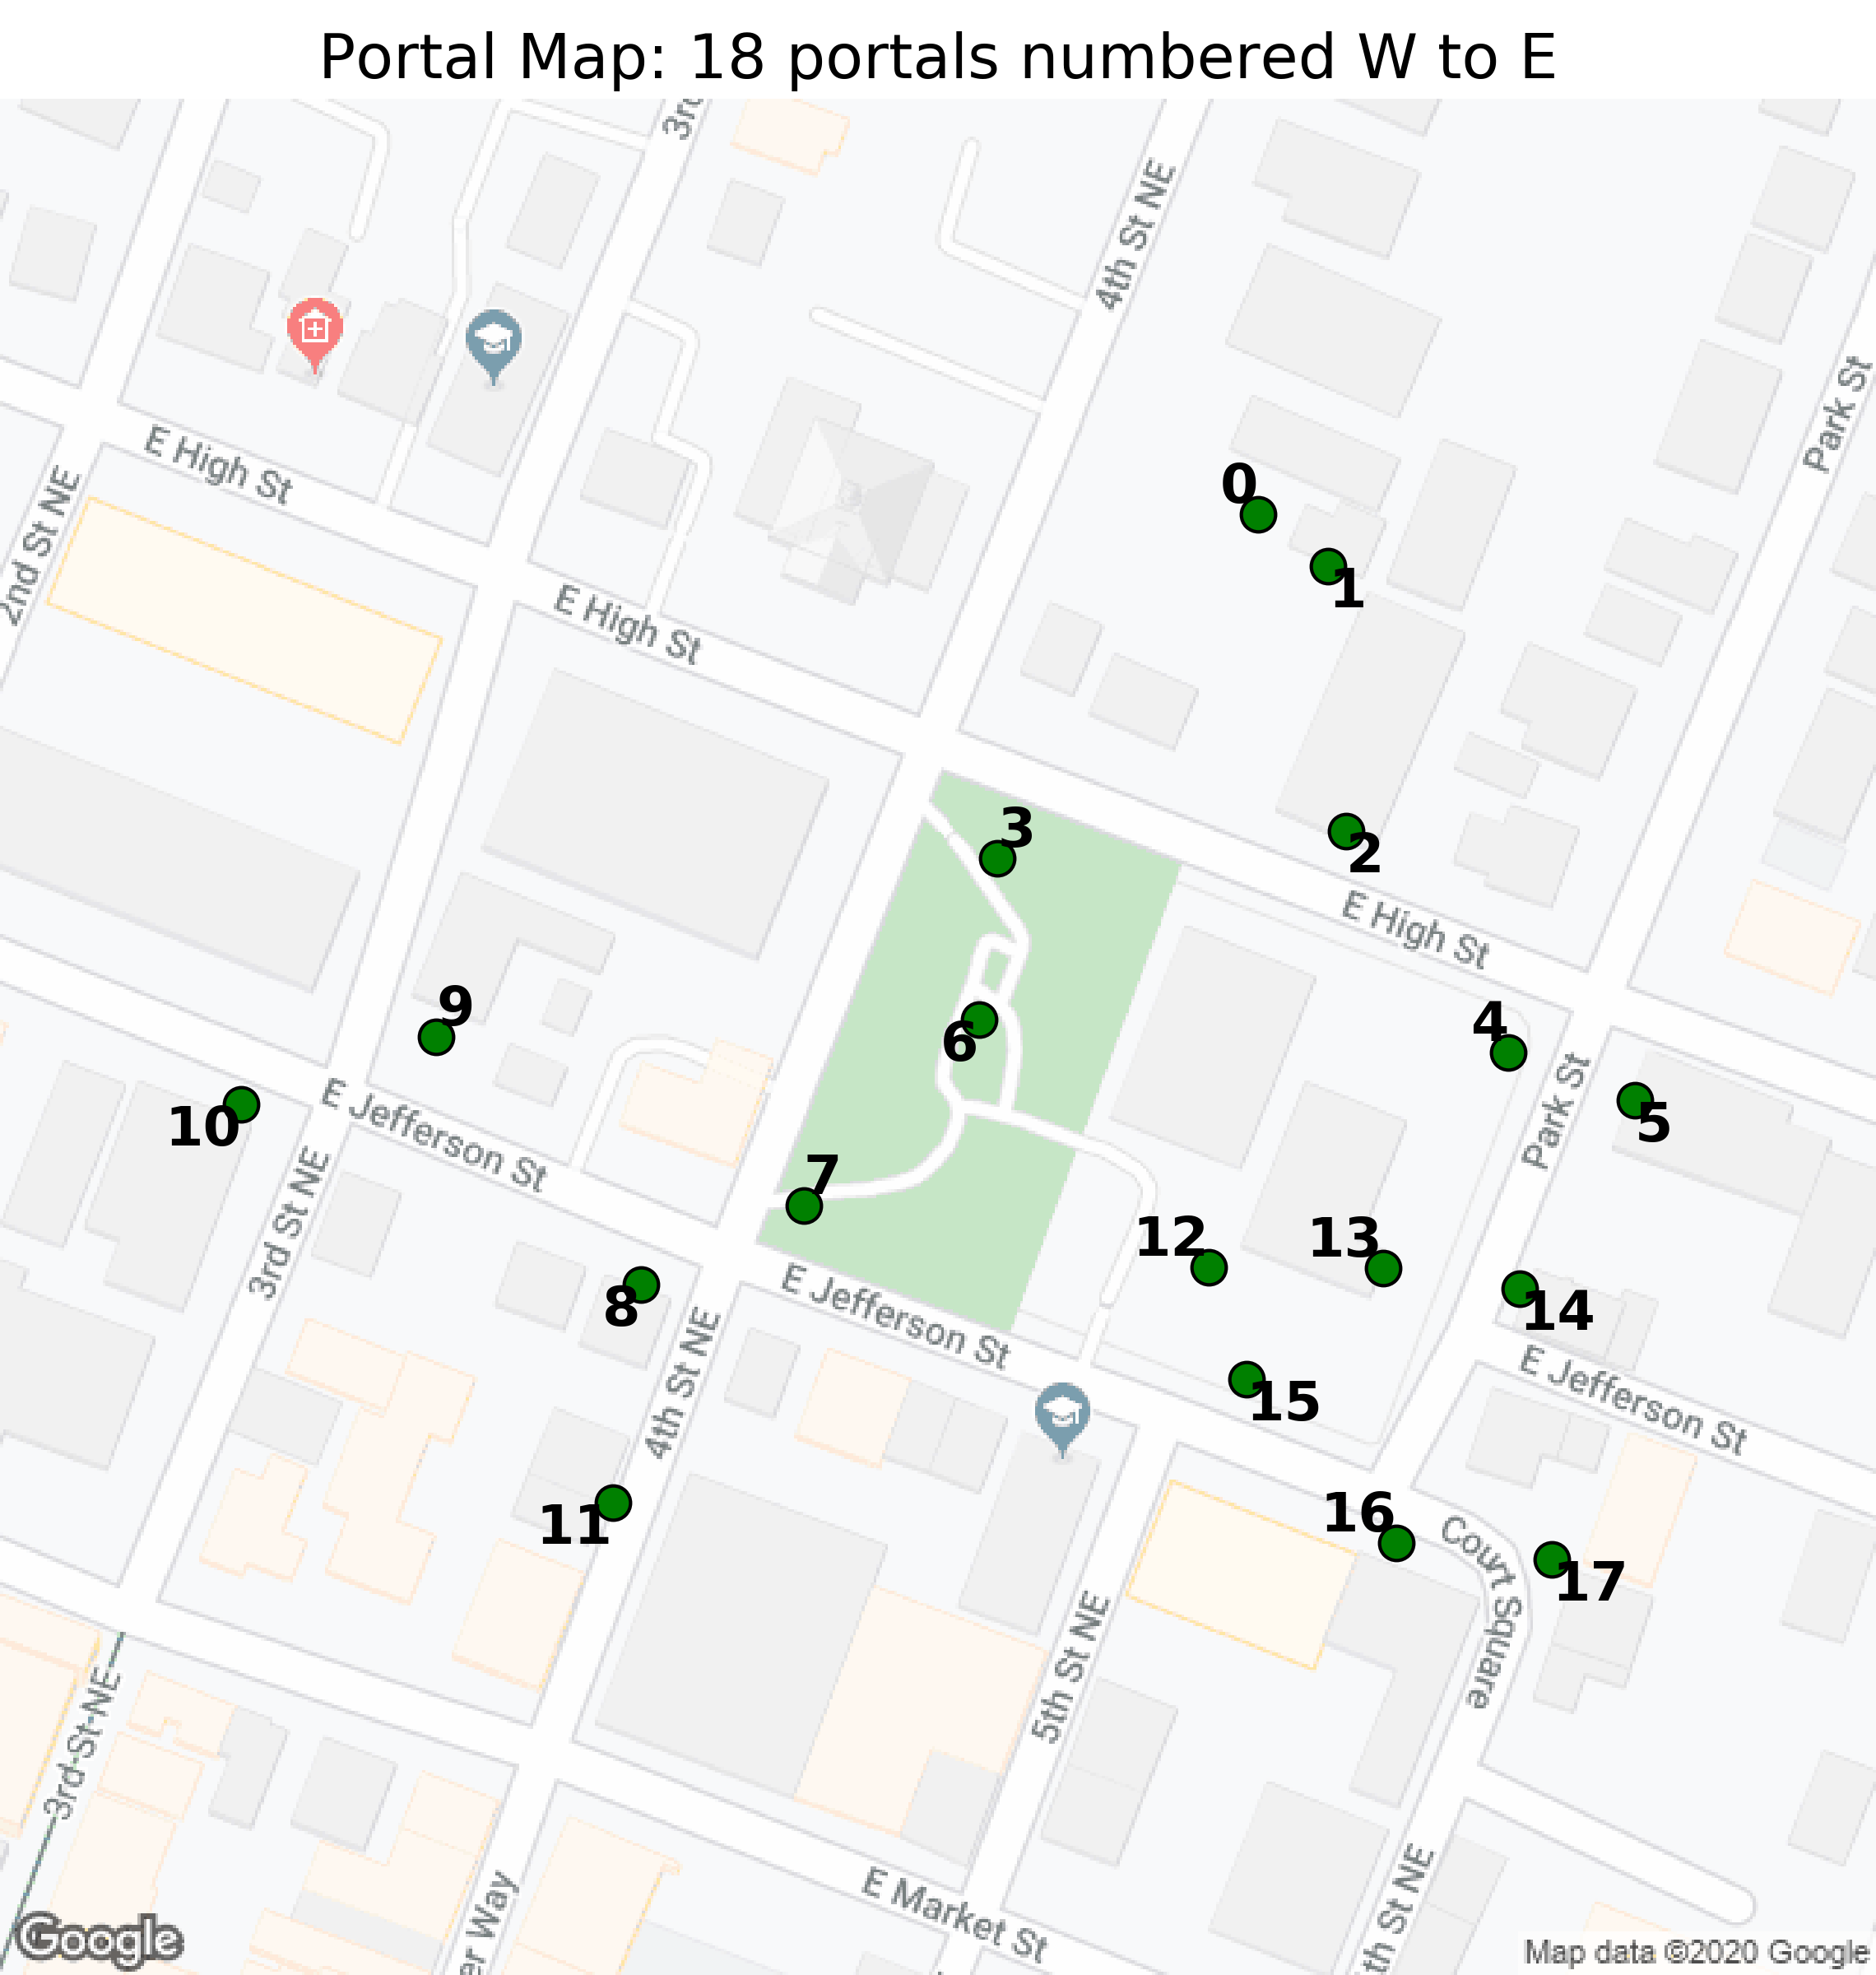 Portal Map: 18 portals numbered W to E
3rd
4th St NE
Park St
E High St
2nd St NE
0
1
E High St
3
2
E High St
9
6
4
5
10
E Jefferson St
Park St
3rd St NE
7
12
13
8
E Jefferson St
14
E Jefferson St
4th St NE
15
11
16
Court Square
17
5th St NE
3rd St NE
E Market St
er Way
th St NE
Google
Map data ©2020 Google